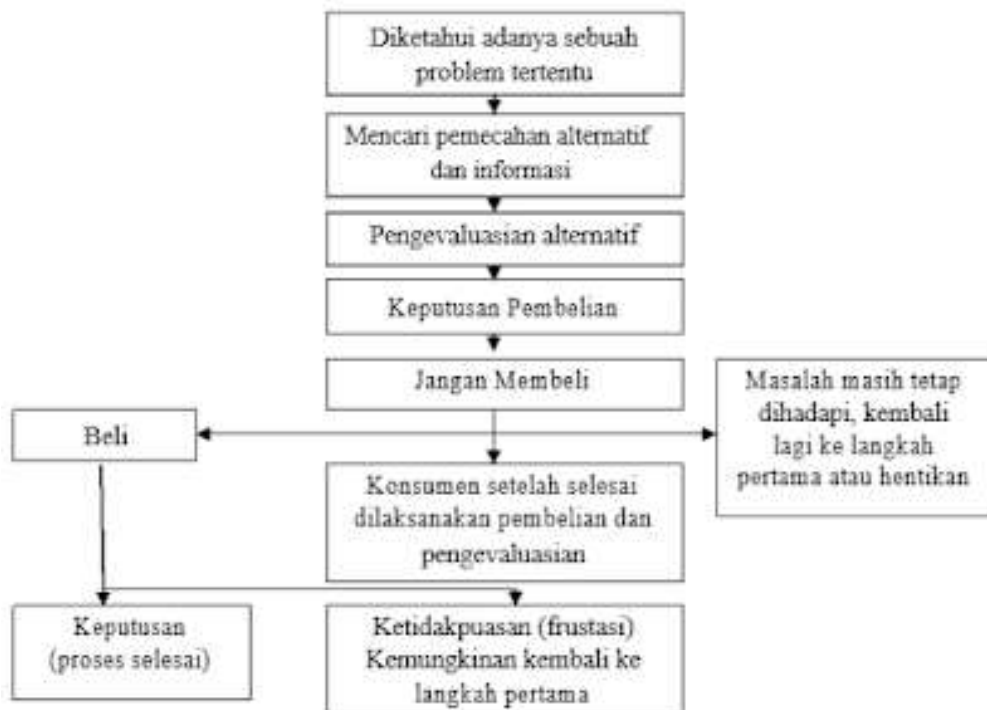 Diketahui adanya sebuah
problem tertentu
Mencari pemecahan alternatif
dan informasi
Pengevaluasian alternatif
Keputusan Pembelian
Jangan Membeli
Masalah masih tetap
dihadapi, kembali
lagi ke langkah
pertama atau hentikan
Beli
Konsumen setelah selesai
dilaksanakan pembelian dan
pengevaluasian
Keputusan
(proses selesai)
Ketidakpuasan (frustasi)
Kemungkinan kembali ke
langkah pertama